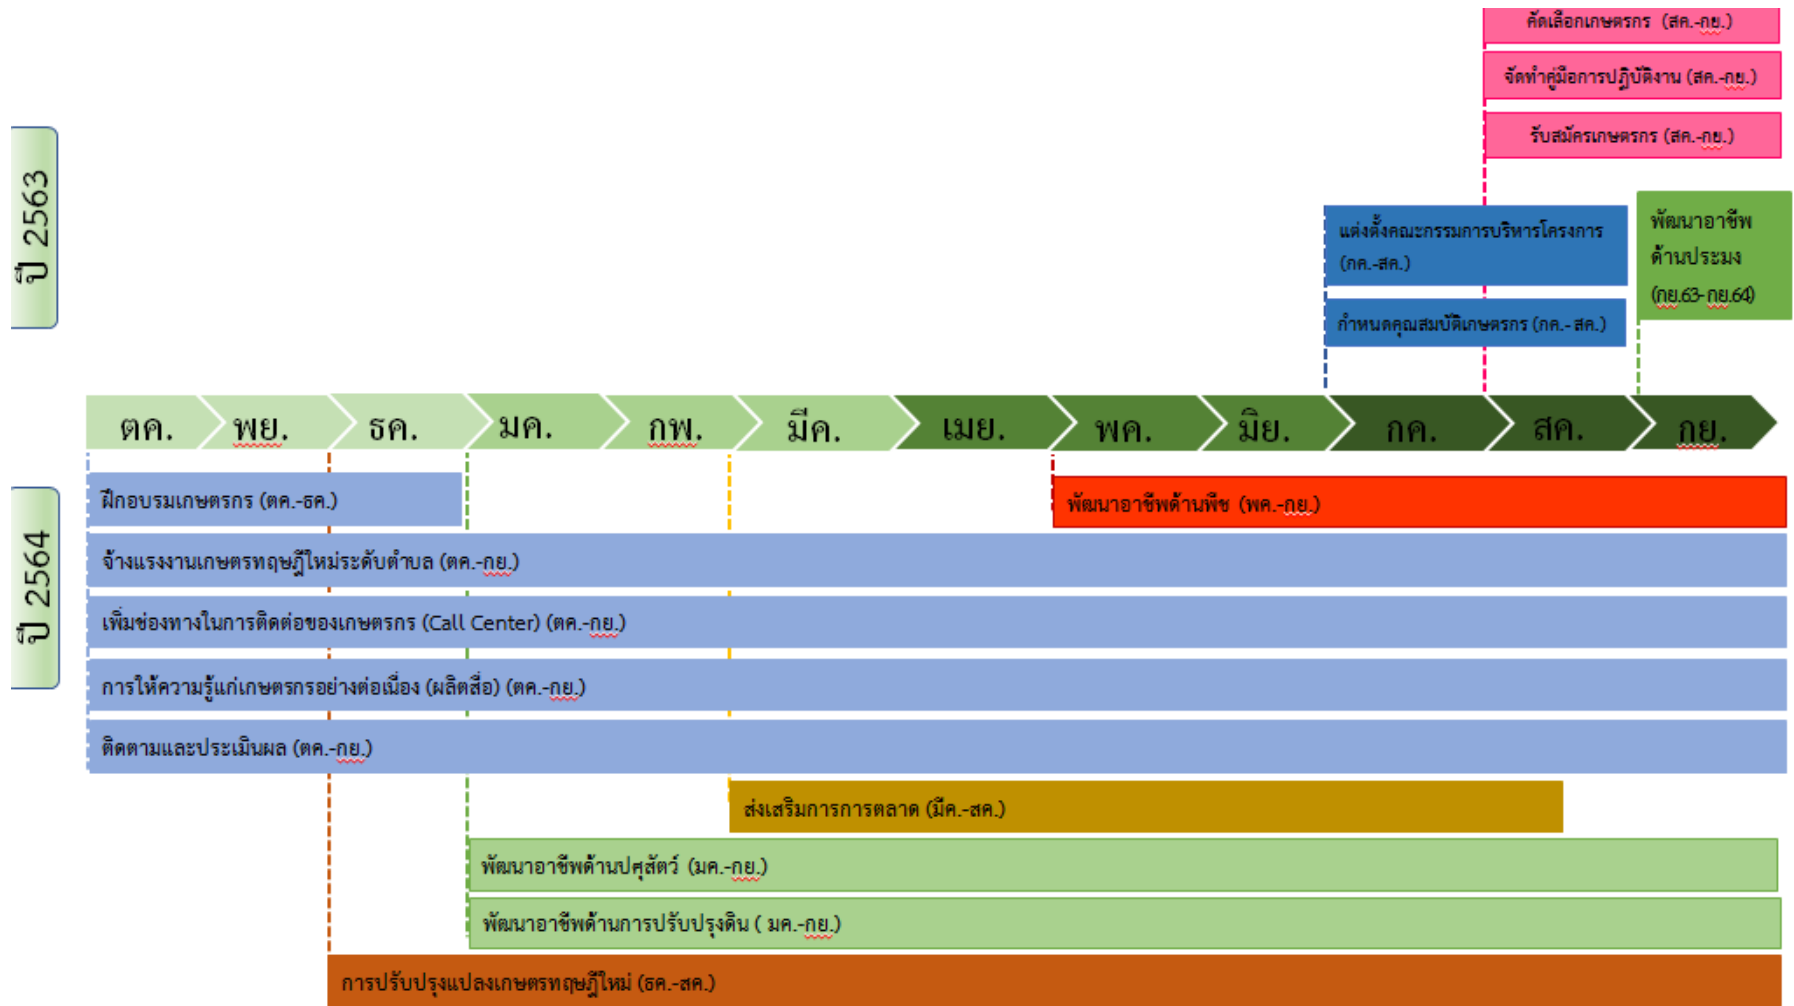 คัดเลือกเกษตรกร (สค.-กย.)
จัดทำคู่มือการปฏิบัติงาน (สค.-กย.)
รับสมัครเกษตรกร (สค.-กย.)
ปี 2563
แต่งตั้งคณะกรรมการบริหารโครงการ
(กค.-สค.)
พัฒนาอาชีพ
ด้านประมง
(กย.63-กย.64)
กำหนดคุณสมบัติเกษตรกร (กค.-สค.)
ตค. พย. ธค. มค. กพ. มีค. เมย. พค. มิย. กค. สค. กย.
ปี 2564
ฝึกอบรมเกษตรกร (ตค.-ธค.)
พัฒนาอาชีพด้านพืช (พค.-กย.)
จ้างแรงงานเกษตรทฤษฎีใหม่ระดับตำบล (ตค.-กย.)
เพิ่มช่องทางในการติดต่อของเกษตรกร (Call Center) (ตค.-กย.)
การให้ความรู้แก่เกษตรกรอย่างต่อเนื่อง (ผลิตสื่อ) (ตค.-กย.)
ติดตามและประเมินผล (ตค.-กย.)
ส่งเสริมการการตลาด (มีค.-สค.)
พัฒนาอาชีพด้านปศุสัตว์ (มค.-กย.)
พัฒนาอาชีพด้านการปรับปรุงดิน ( มค.-กย.)
การปรับปรุงแปลงเกษตรทฤษฎีใหม่ (ธค.-สค.)